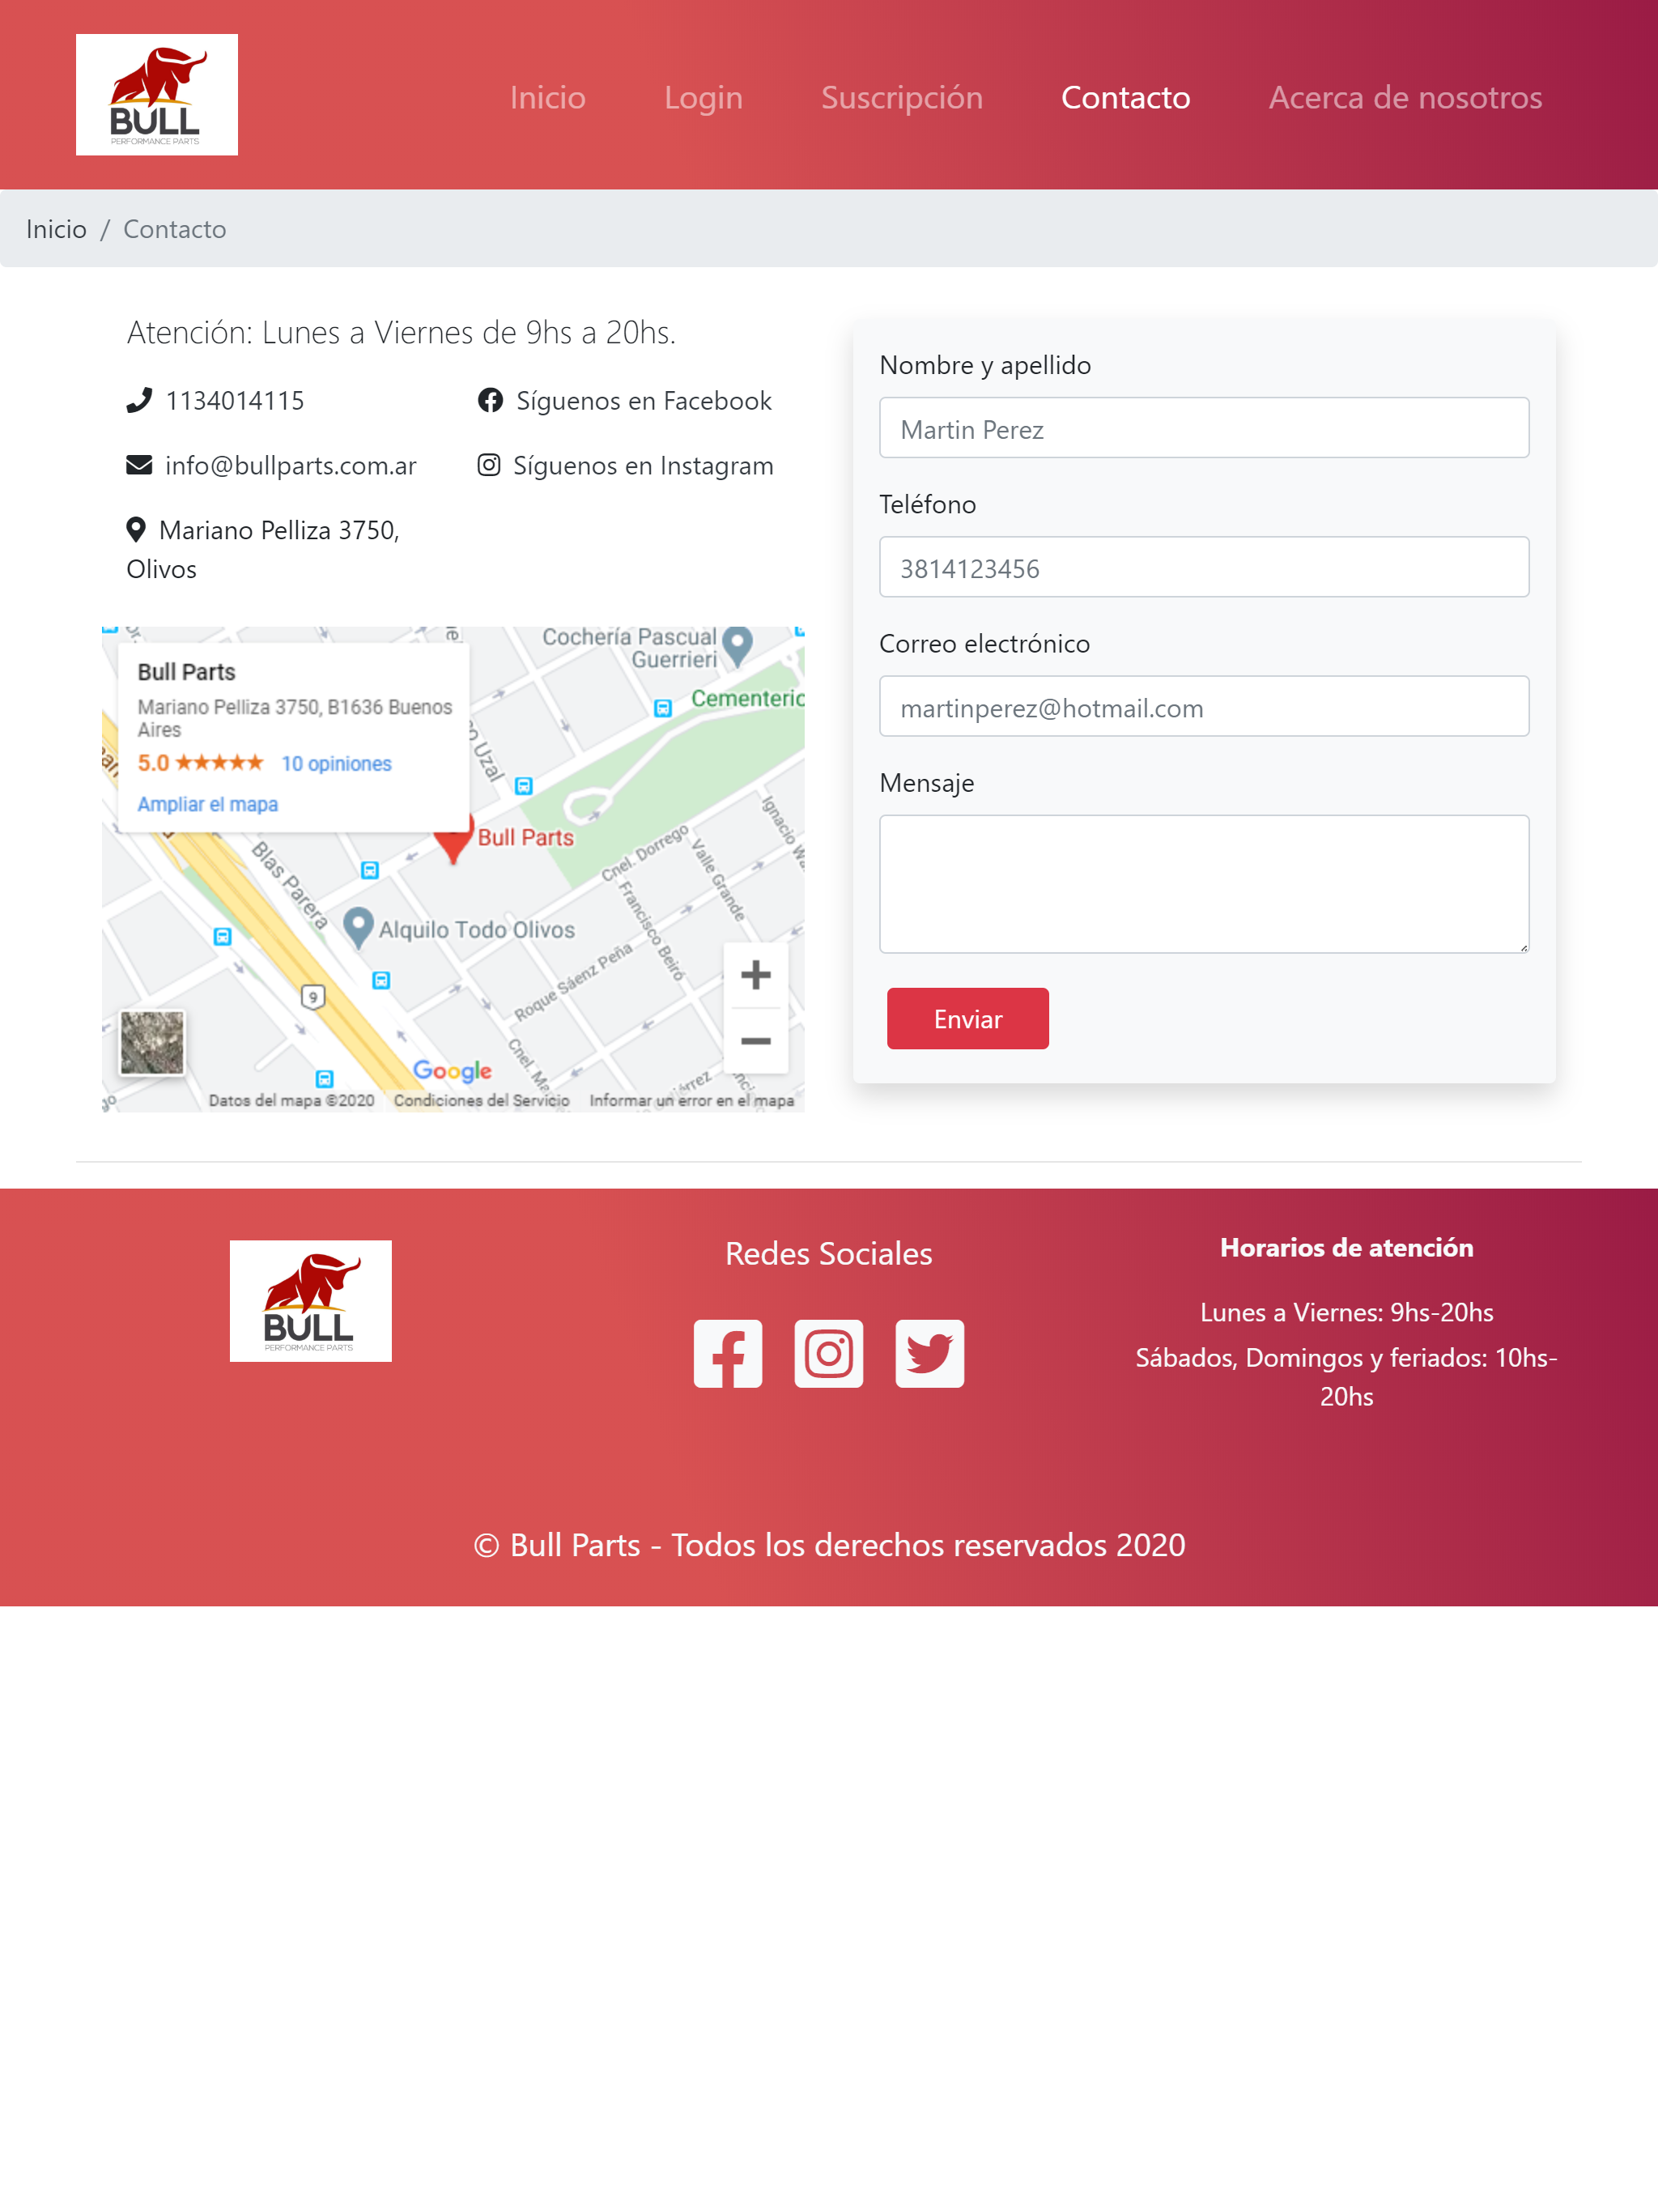 BULL
PERFORMANCE PARTS
Inicio
Login
Suscripción
Contacto
Acerca de nosotros
Inicio / Contacto
Atención: Lunes a Viernes de 9hs a 20hs.
1134014115
Síguenos en Facebook
info@bullparts.com.ar
Síguenos en Instagram
Mariano Pelliza 3750,
Olivos
Bull Parts
Mariano Pelliza 3750, B1636 Buenos
Aires
5.0 ★★★★★ 10 opiniones
Ampliar el mapa
Cochería Pascual
Guerrieri
Cementerio
Uzal
Bull Parts
Blas Parera
Cnel. Dorrego
Valle Grande
Ignacio
Francisco Beiró
Alquilo Todo Olivos
Roque Sáenz Peña
9
Cnel.
Google
Datos del mapa ©2020
Condiciones del Servicio
Informar un error en el mapa
Nombre y apellido
Martin Perez
Teléfono
3814123456
Correo electrónico
martinperez@hotmail.com
Mensaje
Enviar
BULL
PERFORMANCE PARTS
Redes Sociales
Horarios de atención
Lunes a Viernes: 9hs-20hs
Sábados, Domingos y feriados: 10hs-
20hs
© Bull Parts - Todos los derechos reservados 2020